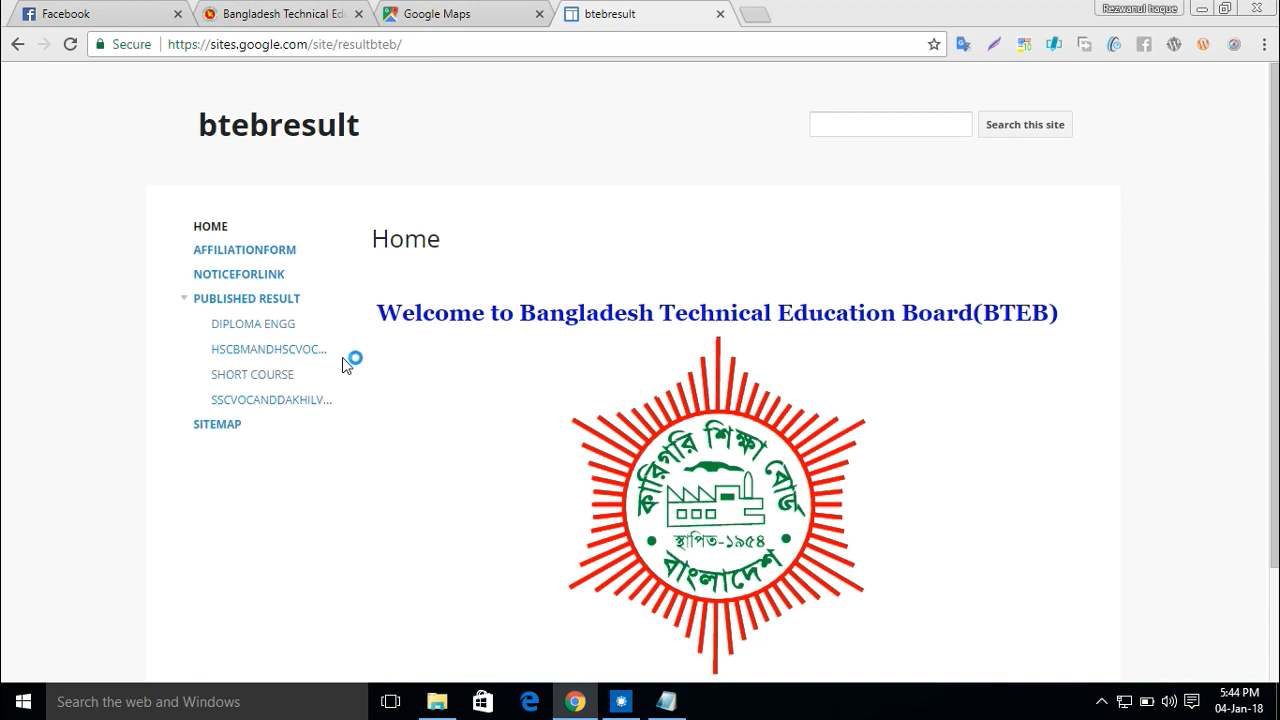 Facebook
Bangladesh Technical Ed
Google Maps
btebresult
Rezwanul haque
Secure
https://sites.google.com/site/resultbteb/
btebresult
Search this site
HOME
AFFILIATIONFORM
NOTICEFORLINK
PUBLISHED RESULT
DIPLOMA ENGG
HSCBMANDHSCVOC...
SHORT COURSE
SSCVOCANDDAKHILV...
SITEMAP
Home
Welcome to Bangladesh Technical Education Board(BTEB)
কারিগরি শিক্ষা বোর্ড
স্থাপিত-১৯৫৪
বাংলাদেশ
Search the web and Windows
5:44 PM
04-Jan-18